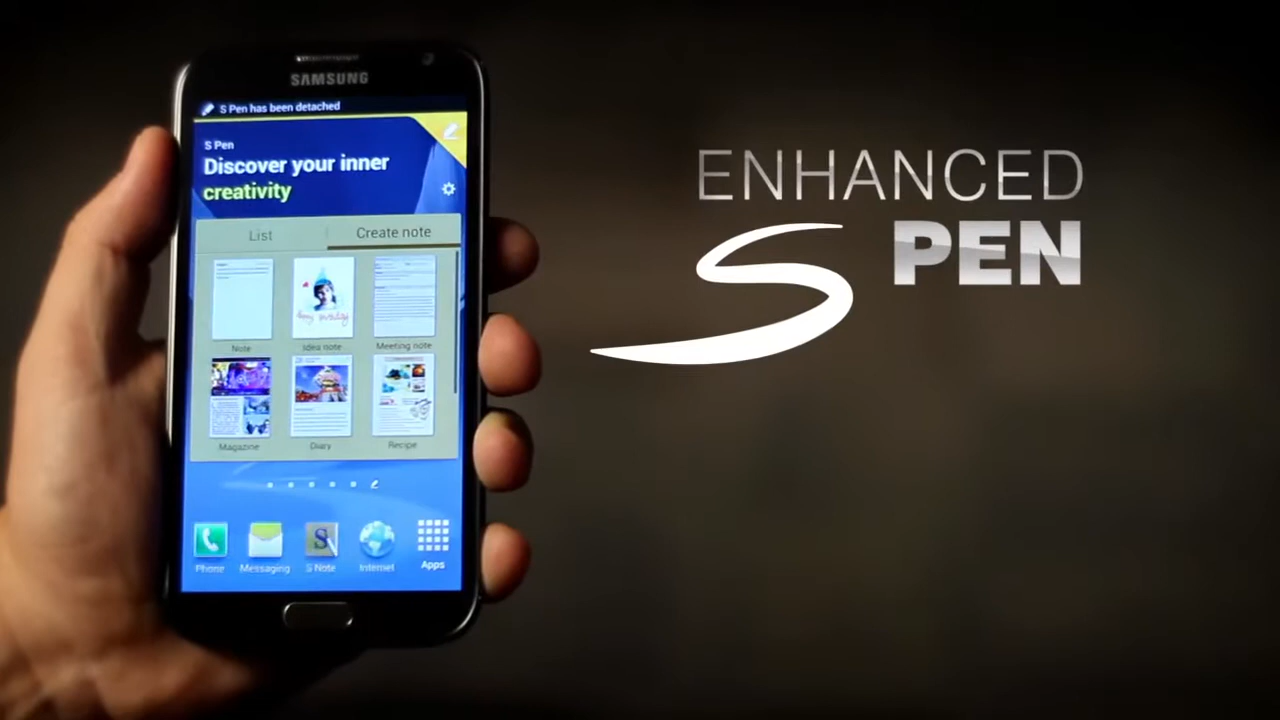 SAMSUNG
S Pen has been detached
S Pen
Discover your inner
creativity
List Create note
Note Idea note Meeting note
Magazine Diary Recipe
Phone Messaging S Note Internet Apps
ENHANCED
S PEN